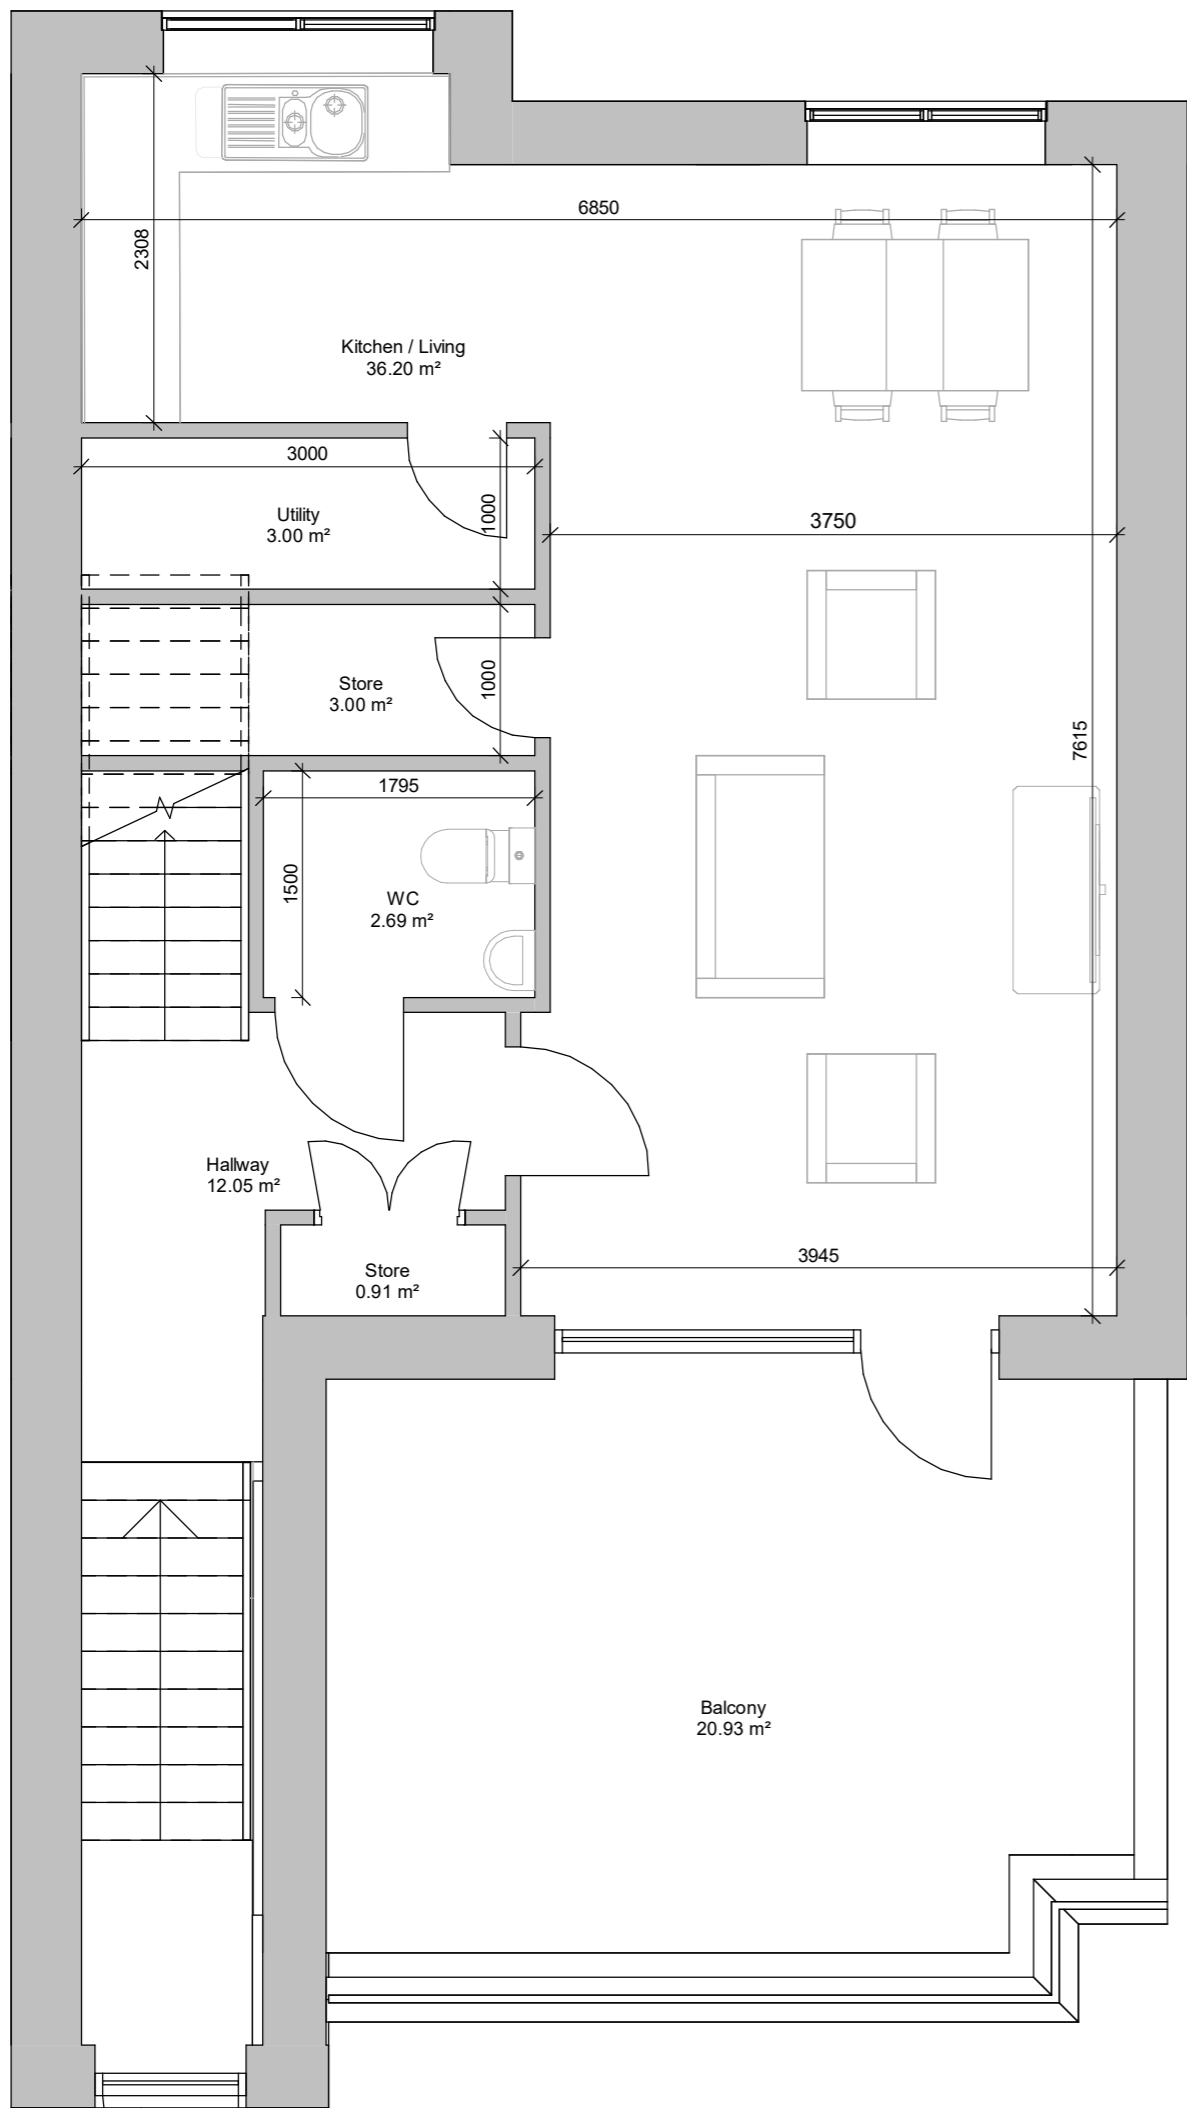 6850
2308
Kitchen / Living
36.20 m²
3000
Utility
3.00 m²
1000
3750
Store
3.00 m²
1000
7615
1795
1500
WC
2.69 m²
Hallway
12.05 m²
Store
0.91 m²
3945
Balcony
20.93 m²